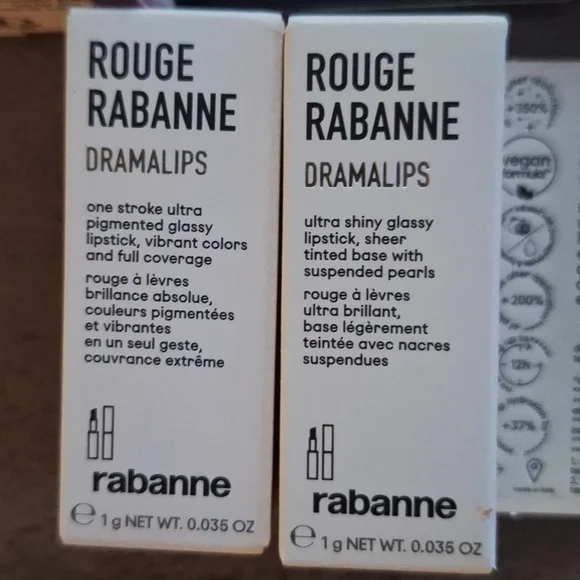 ROUGE
RABANNE
DRAMALIPS
one stroke ultra
pigmented glassy
lipstick, vibrant colors
and full coverage
rouge à lèvres
brillance absolue,
couleurs pigmentées
et vibrantes
en un seul geste,
couvrance extrême
rabanne
℮ 1 g NET WT. 0.035 OZ
ROUGE
RABANNE
DRAMALIPS
ultra shiny glassy
lipstick, sheer
tinted base with
suspended pearls
rouge à lèvres
ultra brillant,
base légèrement
teintée avec nacres
suspendues
rabanne
℮ 1 g NET WT. 0.035 OZ
vegan
formula
+200%
12h
+37%